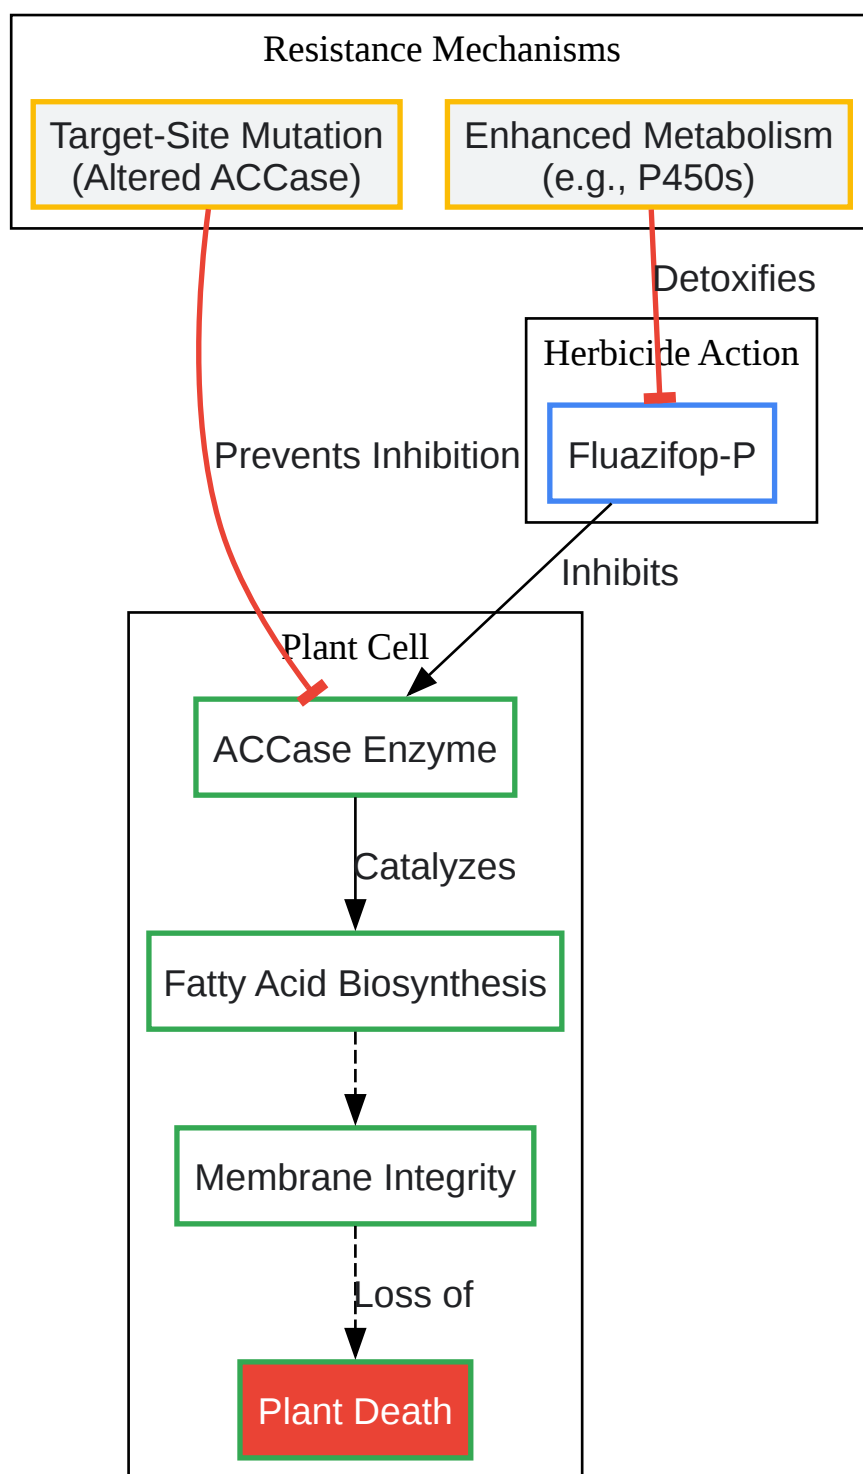 Resistance Mechanisms
Target-Site Mutation
(Altered ACCase)
Enhanced Metabolism
(e.g., P450s)
Detoxifies
Herbicide Action
Prevents Inhibition
Fluazifop-P
Inhibits
Plant Cell
ACCase Enzyme
Catalyzes
Fatty Acid Biosynthesis
Membrane Integrity
Loss of
Plant Death